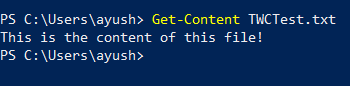 PS C:\Users\ayush> Get-Content TWCTest.txt
This is the content of this file!
PS C:\Users\ayush>